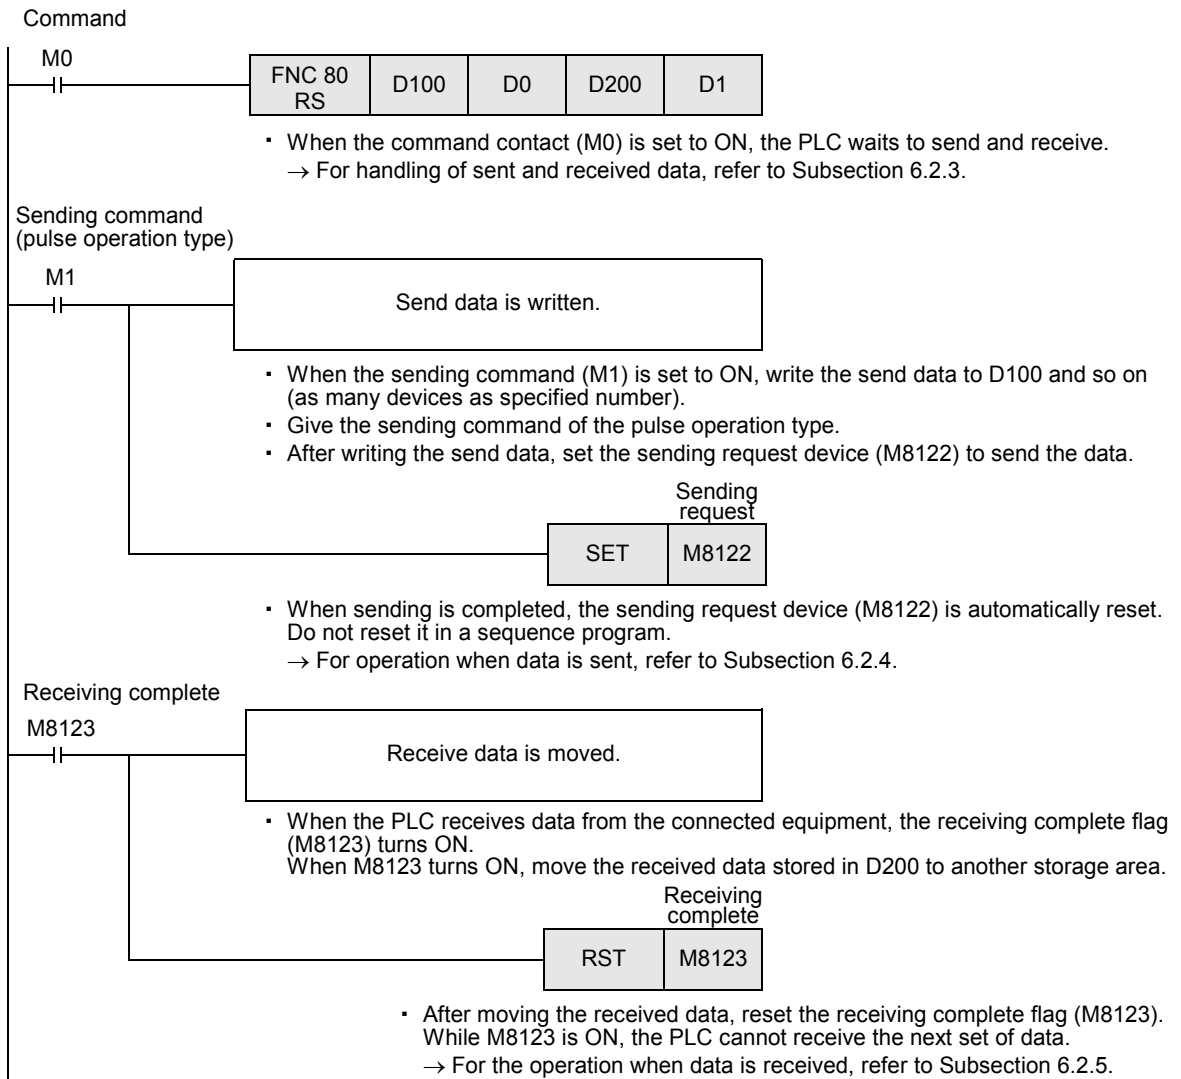 Command
M0
FNC 80
RS
D100
D0
D200
D1
▪ When the command contact (M0) is set to ON, the PLC waits to send and receive.
→ For handling of sent and received data, refer to Subsection 6.2.3.
Sending command
(pulse operation type)
M1
Send data is written.
▪ When the sending command (M1) is set to ON, write the send data to D100 and so on
(as many devices as specified number).
▪ Give the sending command of the pulse operation type.
▪ After writing the send data, set the sending request device (M8122) to send the data.
Sending
request
SET
M8122
▪ When sending is completed, the sending request device (M8122) is automatically reset.
Do not reset it in a sequence program.
→ For operation when data is sent, refer to Subsection 6.2.4.
Receiving complete
M8123
Receive data is moved.
▪ When the PLC receives data from the connected equipment, the receiving complete flag
(M8123) turns ON.
When M8123 turns ON, move the received data stored in D200 to another storage area.
Receiving
complete
RST
M8123
▪ After moving the received data, reset the receiving complete flag (M8123).
While M8123 is ON, the PLC cannot receive the next set of data.
→ For the operation when data is received, refer to Subsection 6.2.5.